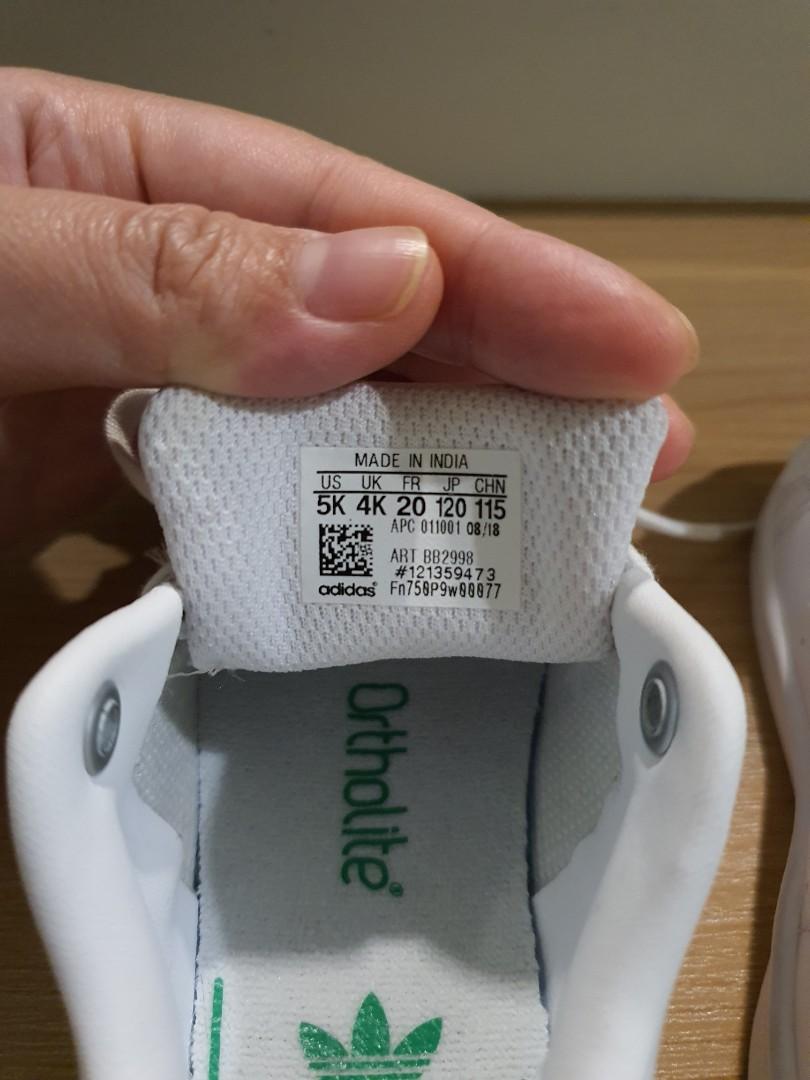 MADE IN INDIA
US UK FR JP CHN
5K 4K 20 120 115
APC 011001 08/18
ART BB2998
#121359473
adidas® Fn750P9w00077
Ortholite®